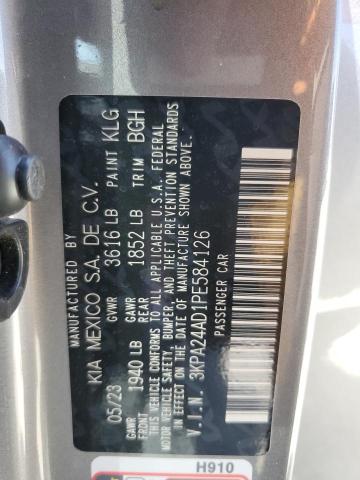 MANUFACTURED BY
KIA MEXICO S.A. DE C.V.
05/23 GVWR 3616 LB PAINT KLG
GAWR FRONT 1940 LB GAWR REAR 1852 LB TRIM BGH
THIS VEHICLE CONFORMS TO ALL APPLICABLE U.S.A. FEDERAL
MOTOR VEHICLE SAFETY, BUMPER, AND THEFT PREVENTION STANDARDS
IN EFFECT ON THE DATE OF MANUFACTURE SHOWN ABOVE.
V.I.N. 3KPA24AD1PE584126
PASSENGER CAR
H910